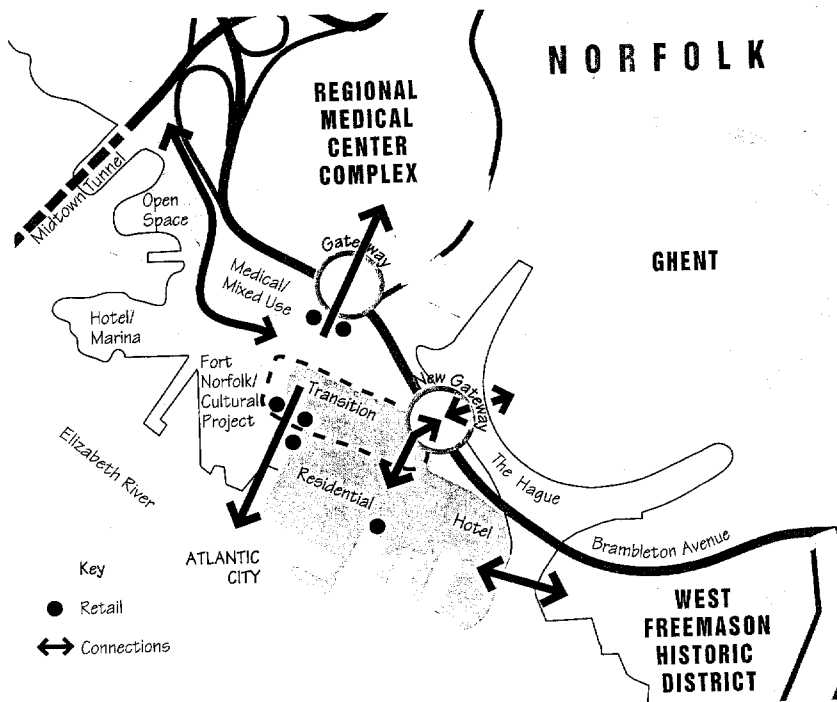 NORFOLK
REGIONAL
MEDICAL
CENTER
COMPLEX
Midtown Tunnel
Open
Space
Gateway
GHENT
Medical/
Mixed Use
Hotel/
Marina
Fort
Norfolk/
Cultural
Project
Transition
New Gateway
Elizabeth River
Residential
The Hague
Hotel
Brambleton Avenue
ATLANTIC
CITY
Key
Retail
Connections
WEST
FREEMASON
HISTORIC
DISTRICT